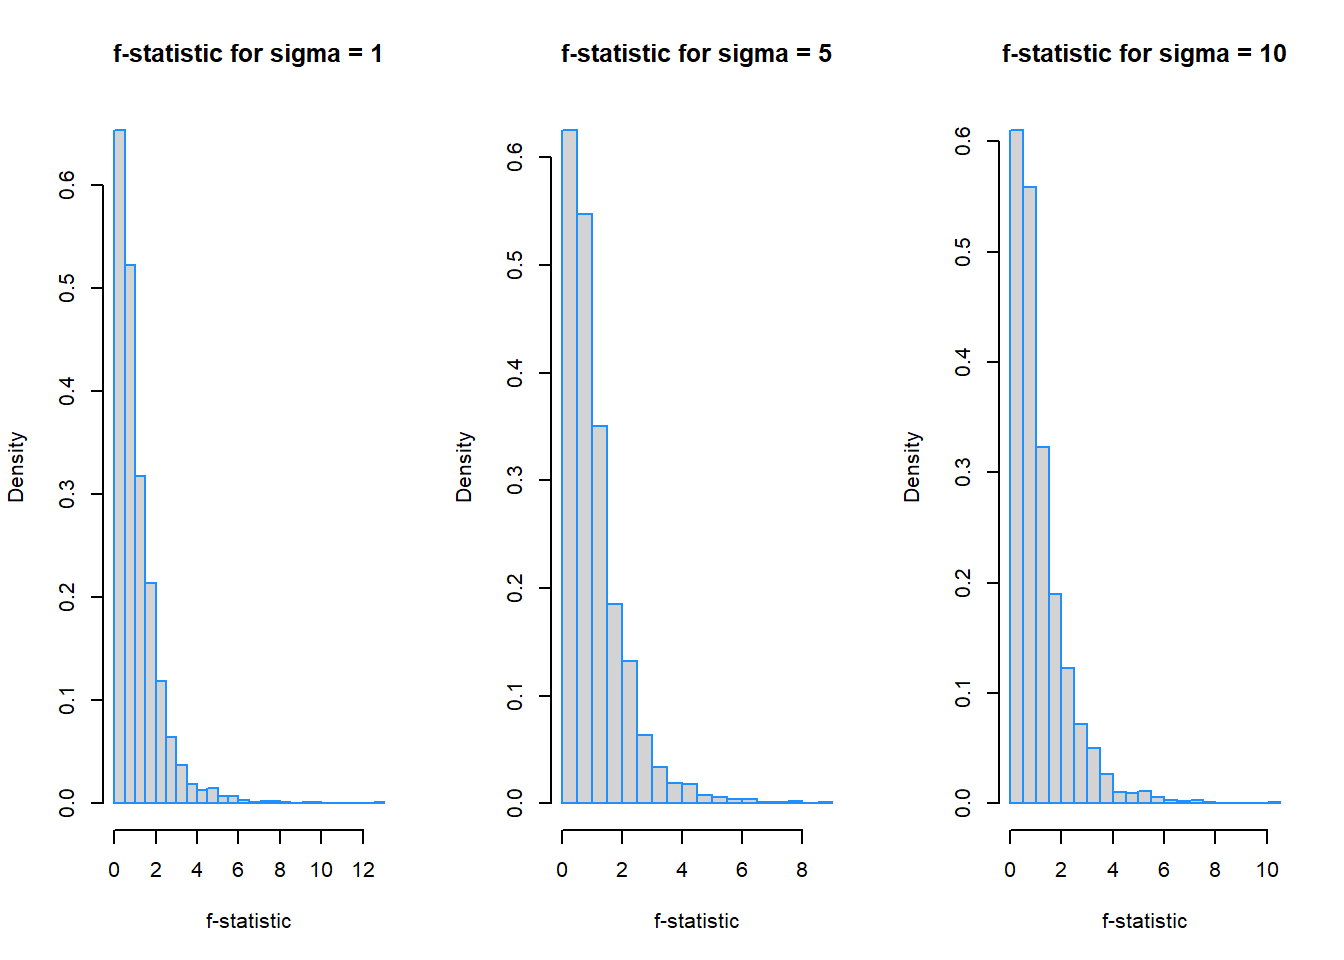 f-statistic for sigma = 1
Density
0.0 0.1 0.2 0.3 0.4 0.5 0.6
0 2 4 6 8 10 12
f-statistic
f-statistic for sigma = 5
Density
0.0 0.1 0.2 0.3 0.4 0.5 0.6
0 2 4 6 8
f-statistic
f-statistic for sigma = 10
Density
0.0 0.1 0.2 0.3 0.4 0.5 0.6
0 2 4 6 8 10
f-statistic